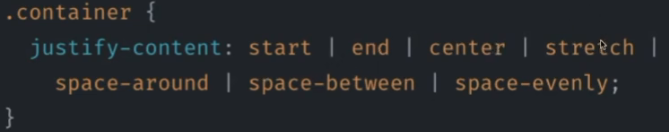 .container {
justify-content: start | end | center | stretch |
space-around | space-between | space-evenly;
}